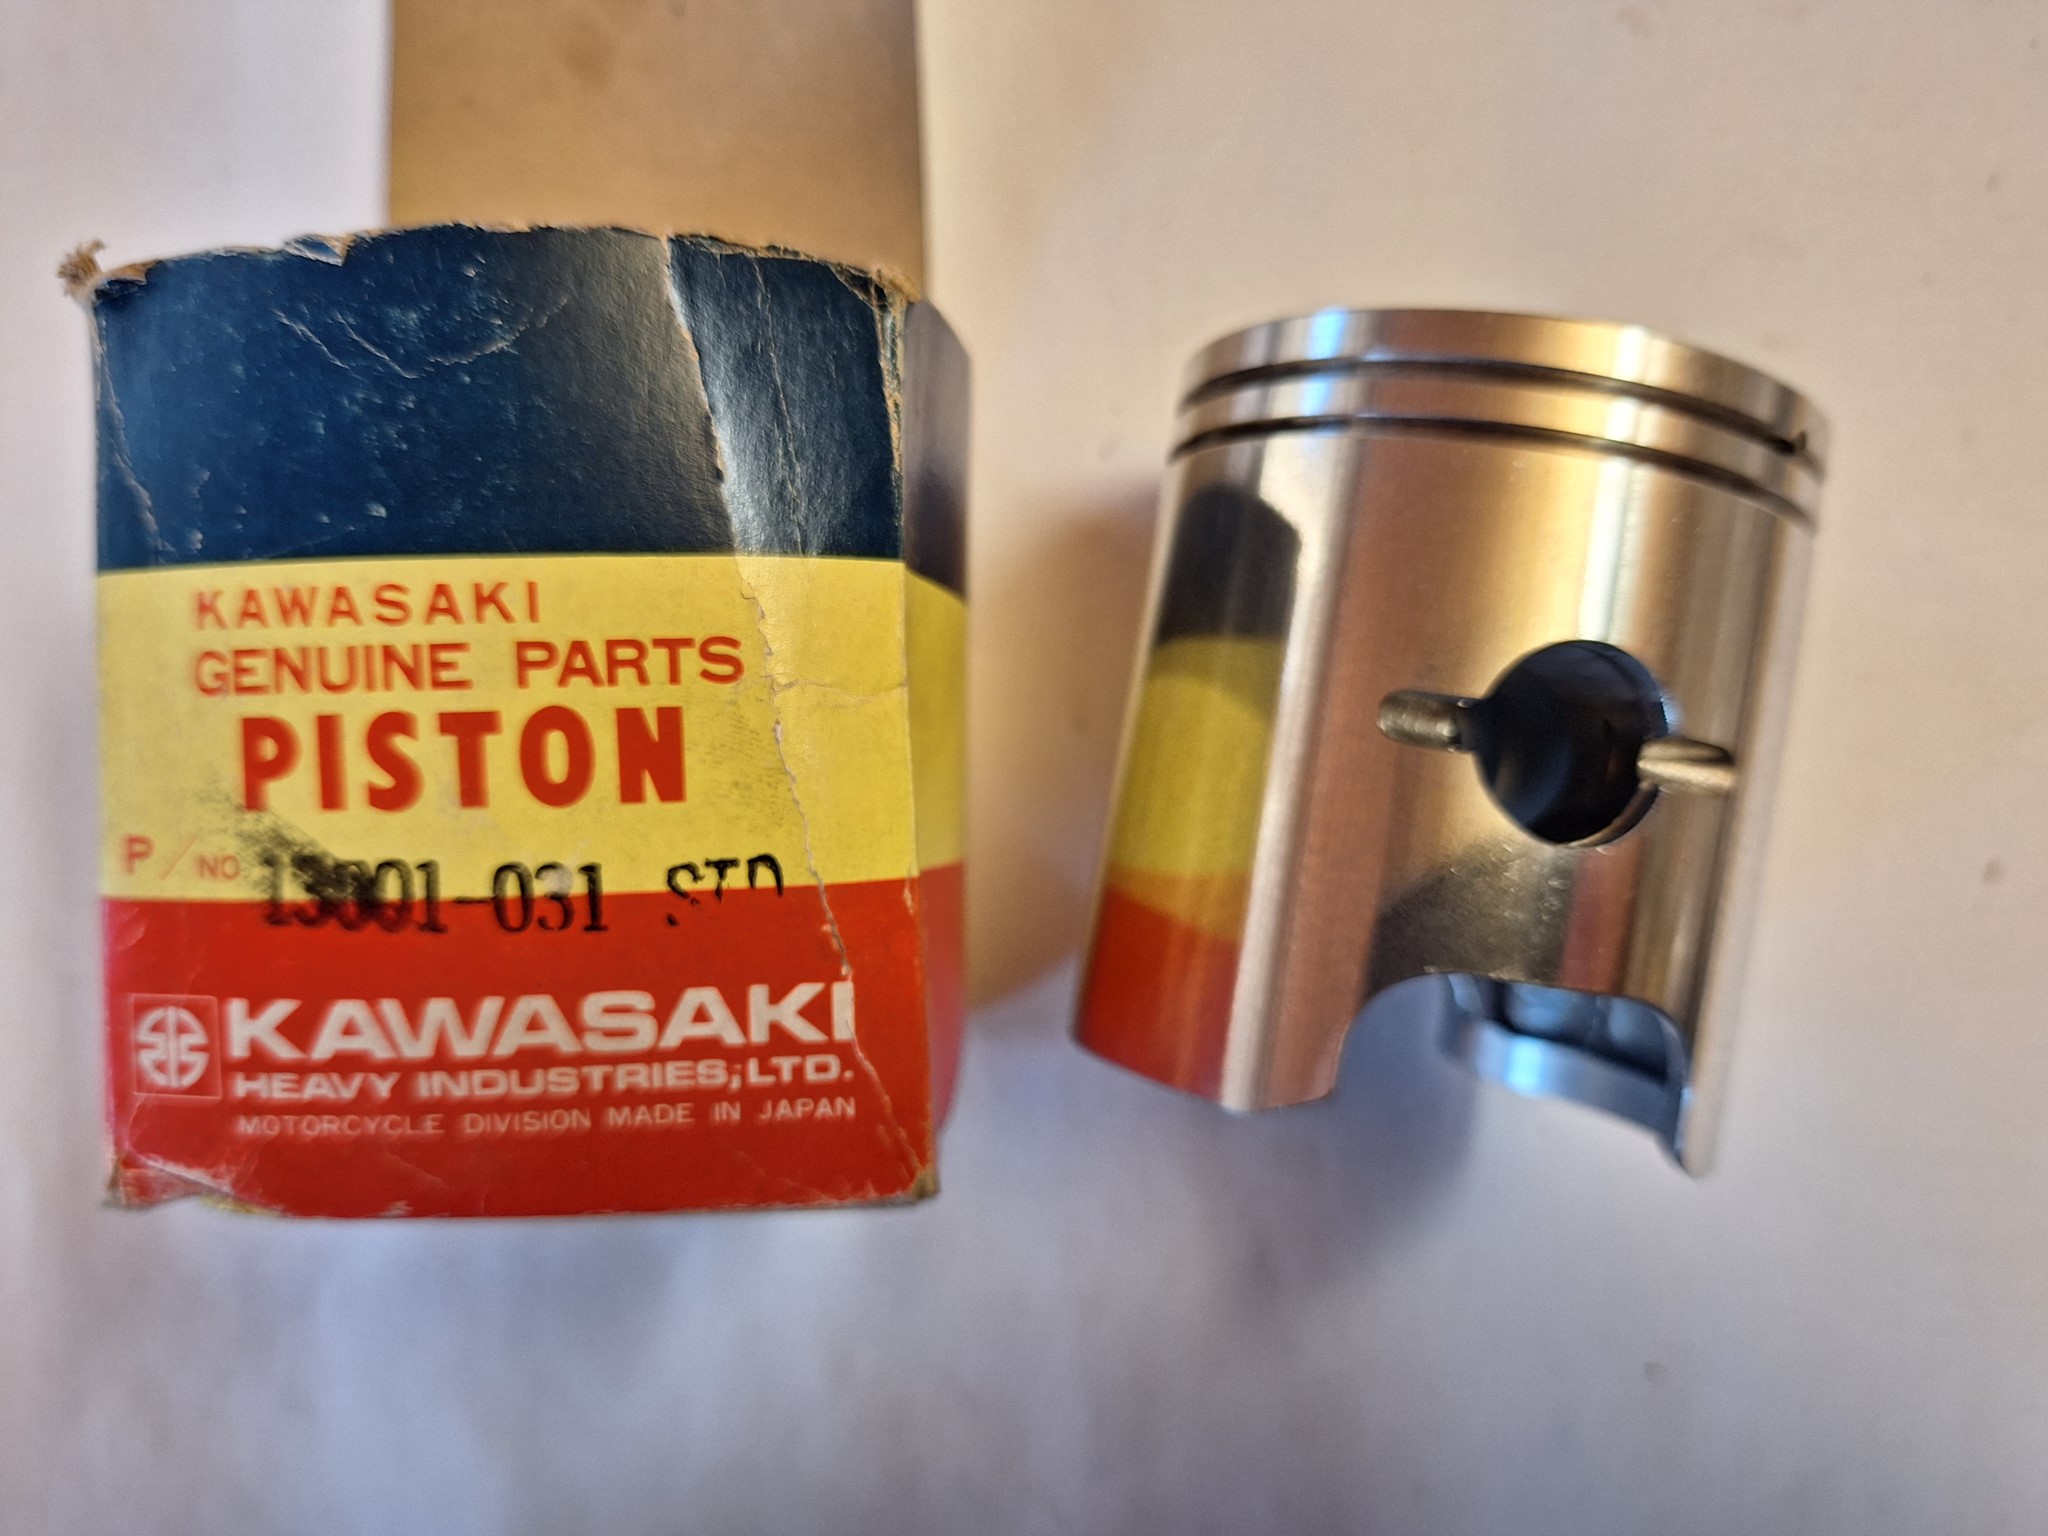 KAWASAKI
GENUINE PARTS
PISTON
P/NO. 13001-031 STD
KAWASAKI
HEAVY INDUSTRIES,LTD.
MOTORCYCLE DIVISION MADE IN JAPAN